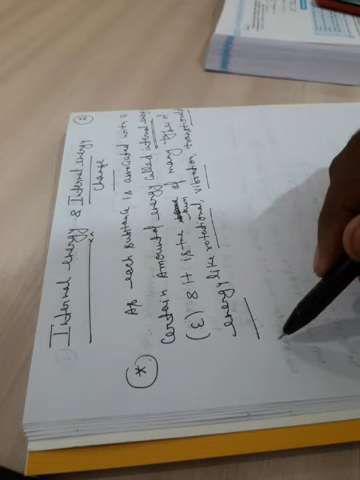 Internal energy & Internal energy (2)
change
* As each substance is associated with a
certain amount of energy called internal energy
(E) & it is the sum of many types of
energy like rotational, vibration, translational